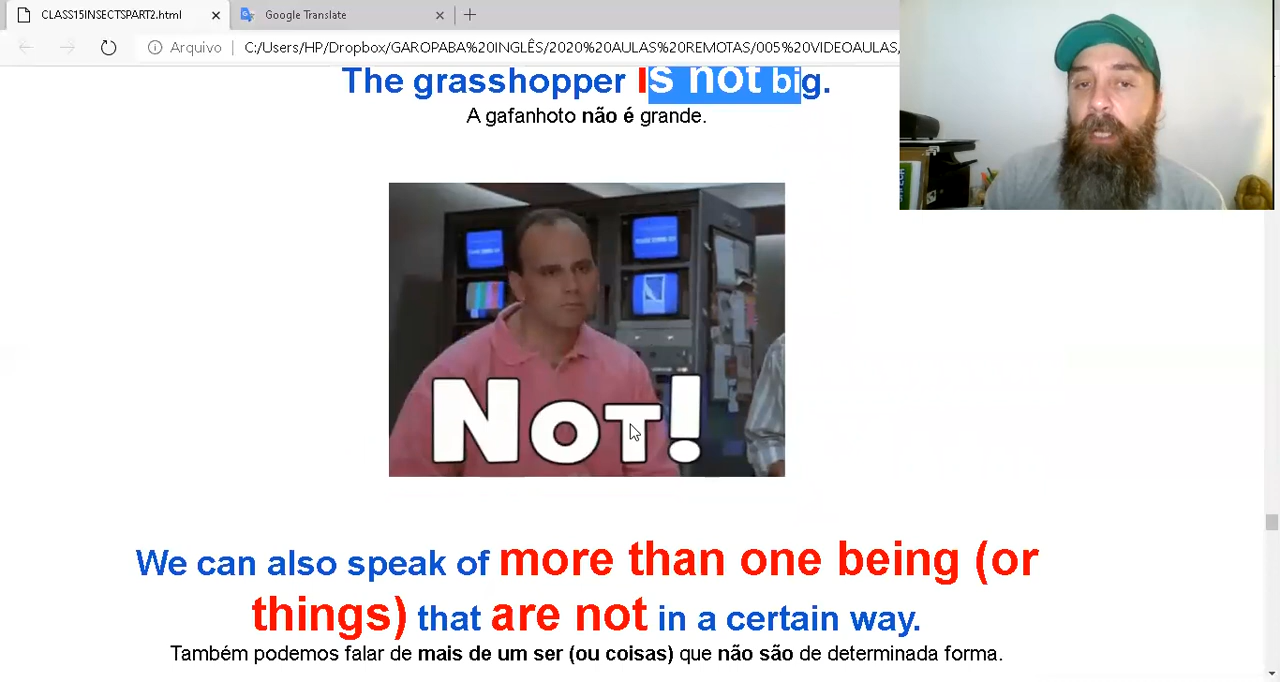 CLASS15INSECTSPART2.html
Google Translate
Arquivo
C:/Users/HP/Dropbox/GAROPABA%20INGLÊS/2020%20AULAS%20REMOTAS/005%20VIDEOAULAS,
The grasshopper is not big.
A gafanhoto não é grande.
NOT!
We can also speak of more than one being (or
things) that are not in a certain way.
Também podemos falar de mais de um ser (ou coisas) que não são de determinada forma.